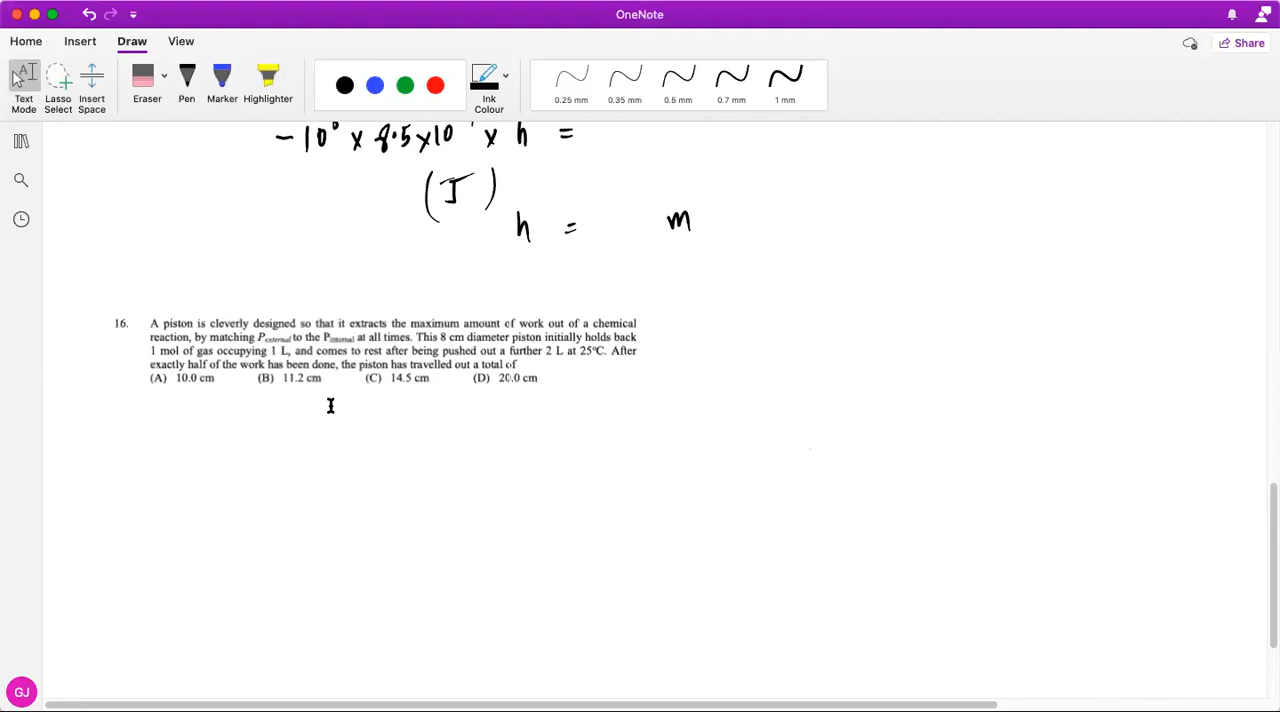 OneNote
Home Insert Draw View
Share
Text Mode
Lasso Select
Insert Space
Eraser
Pen
Marker
Highlighter
Ink Colour
0.25 mm
0.35 mm
0.5 mm
0.7 mm
1 mm
× 8.5×10 × h =
(J)
h = m
16. A piston is cleverly designed so that it extracts the maximum amount of work out of a chemical
reaction, by matching Pexternal to the Pinternal at all times. This 8 cm diameter piston initially holds back
1 mol of gas occupying 1 L, and comes to rest after being pushed out a further 2 L at 25°C. After
exactly half of the work has been done, the piston has travelled out a total of
(A) 10.0 cm (B) 11.2 cm (C) 14.5 cm (D) 20.0 cm
GJ